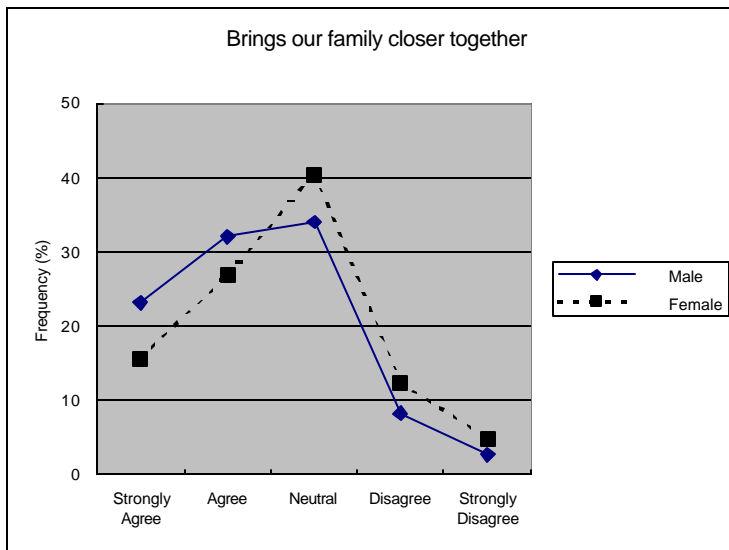 Brings our family closer together
50
40
30
20
10
0
Frequency (%)
Strongly
Agree
Agree
Neutral
Disagree
Strongly
Disagree
Male
Female